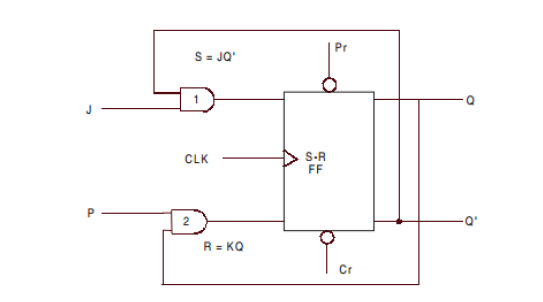 Pr
S = JQ'
1
Q
J
CLK
S-R
FF
P
2
Q'
R = KQ
Cr